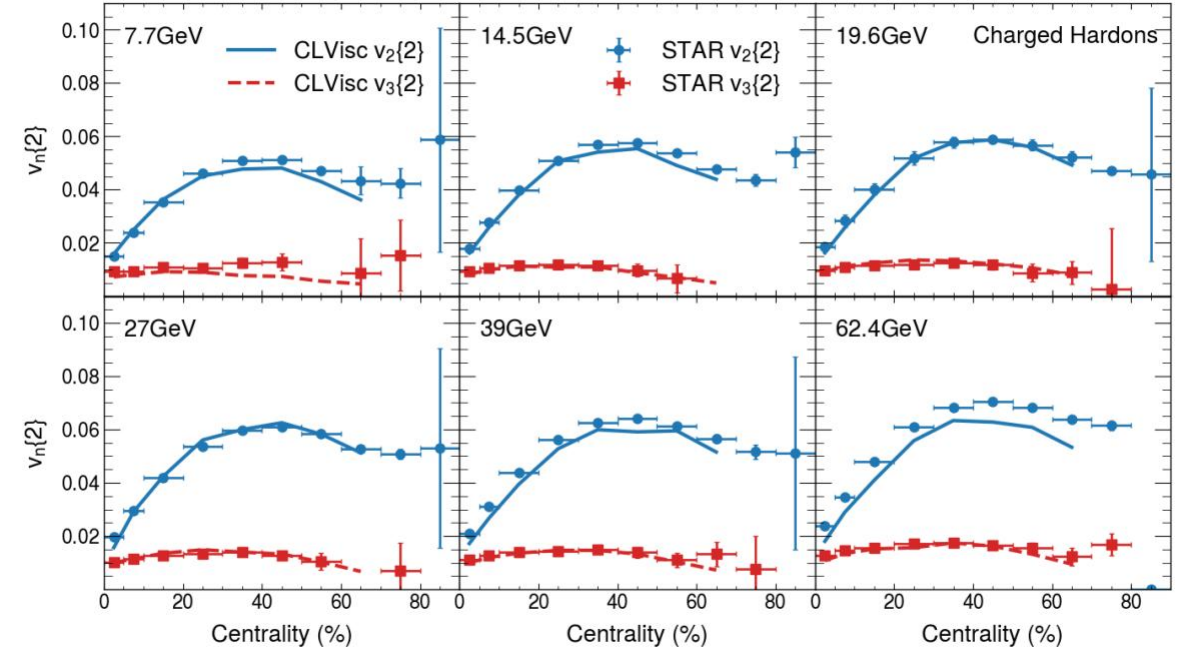 7.7GeV
CLVisc v₂{2}
CLVisc v₃{2}
14.5GeV
STAR v₂{2}
STAR v₃{2}
19.6GeV Charged Hardons
0.10
0.08
0.06
0.04
0.02
vₙ{2}
27GeV
39GeV
62.4GeV
0.10
0.08
0.06
0.04
0.02
vₙ{2}
0 20 40 60 80 0 20 40 60 80 0 20 40 60 80
Centrality (%) Centrality (%) Centrality (%)